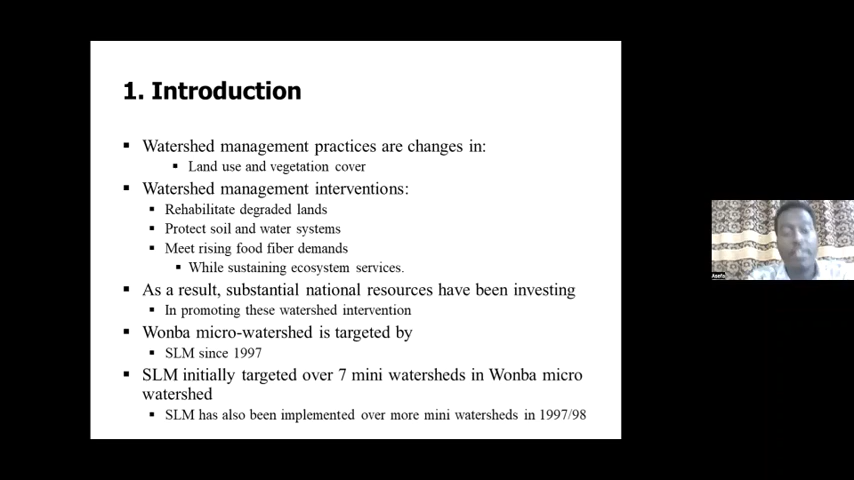 1. Introduction
▪ Watershed management practices are changes in:
▪ Land use and vegetation cover
▪ Watershed management interventions:
▪ Rehabilitate degraded lands
▪ Protect soil and water systems
▪ Meet rising food fiber demands
▪ While sustaining ecosystem services.
▪ As a result, substantial national resources have been investing
▪ In promoting these watershed intervention
▪ Wonba micro-watershed is targeted by
▪ SLM since 1997
▪ SLM initially targeted over 7 mini watersheds in Wonba micro
watershed
▪ SLM has also been implemented over more mini watersheds in 1997/98
Asefa